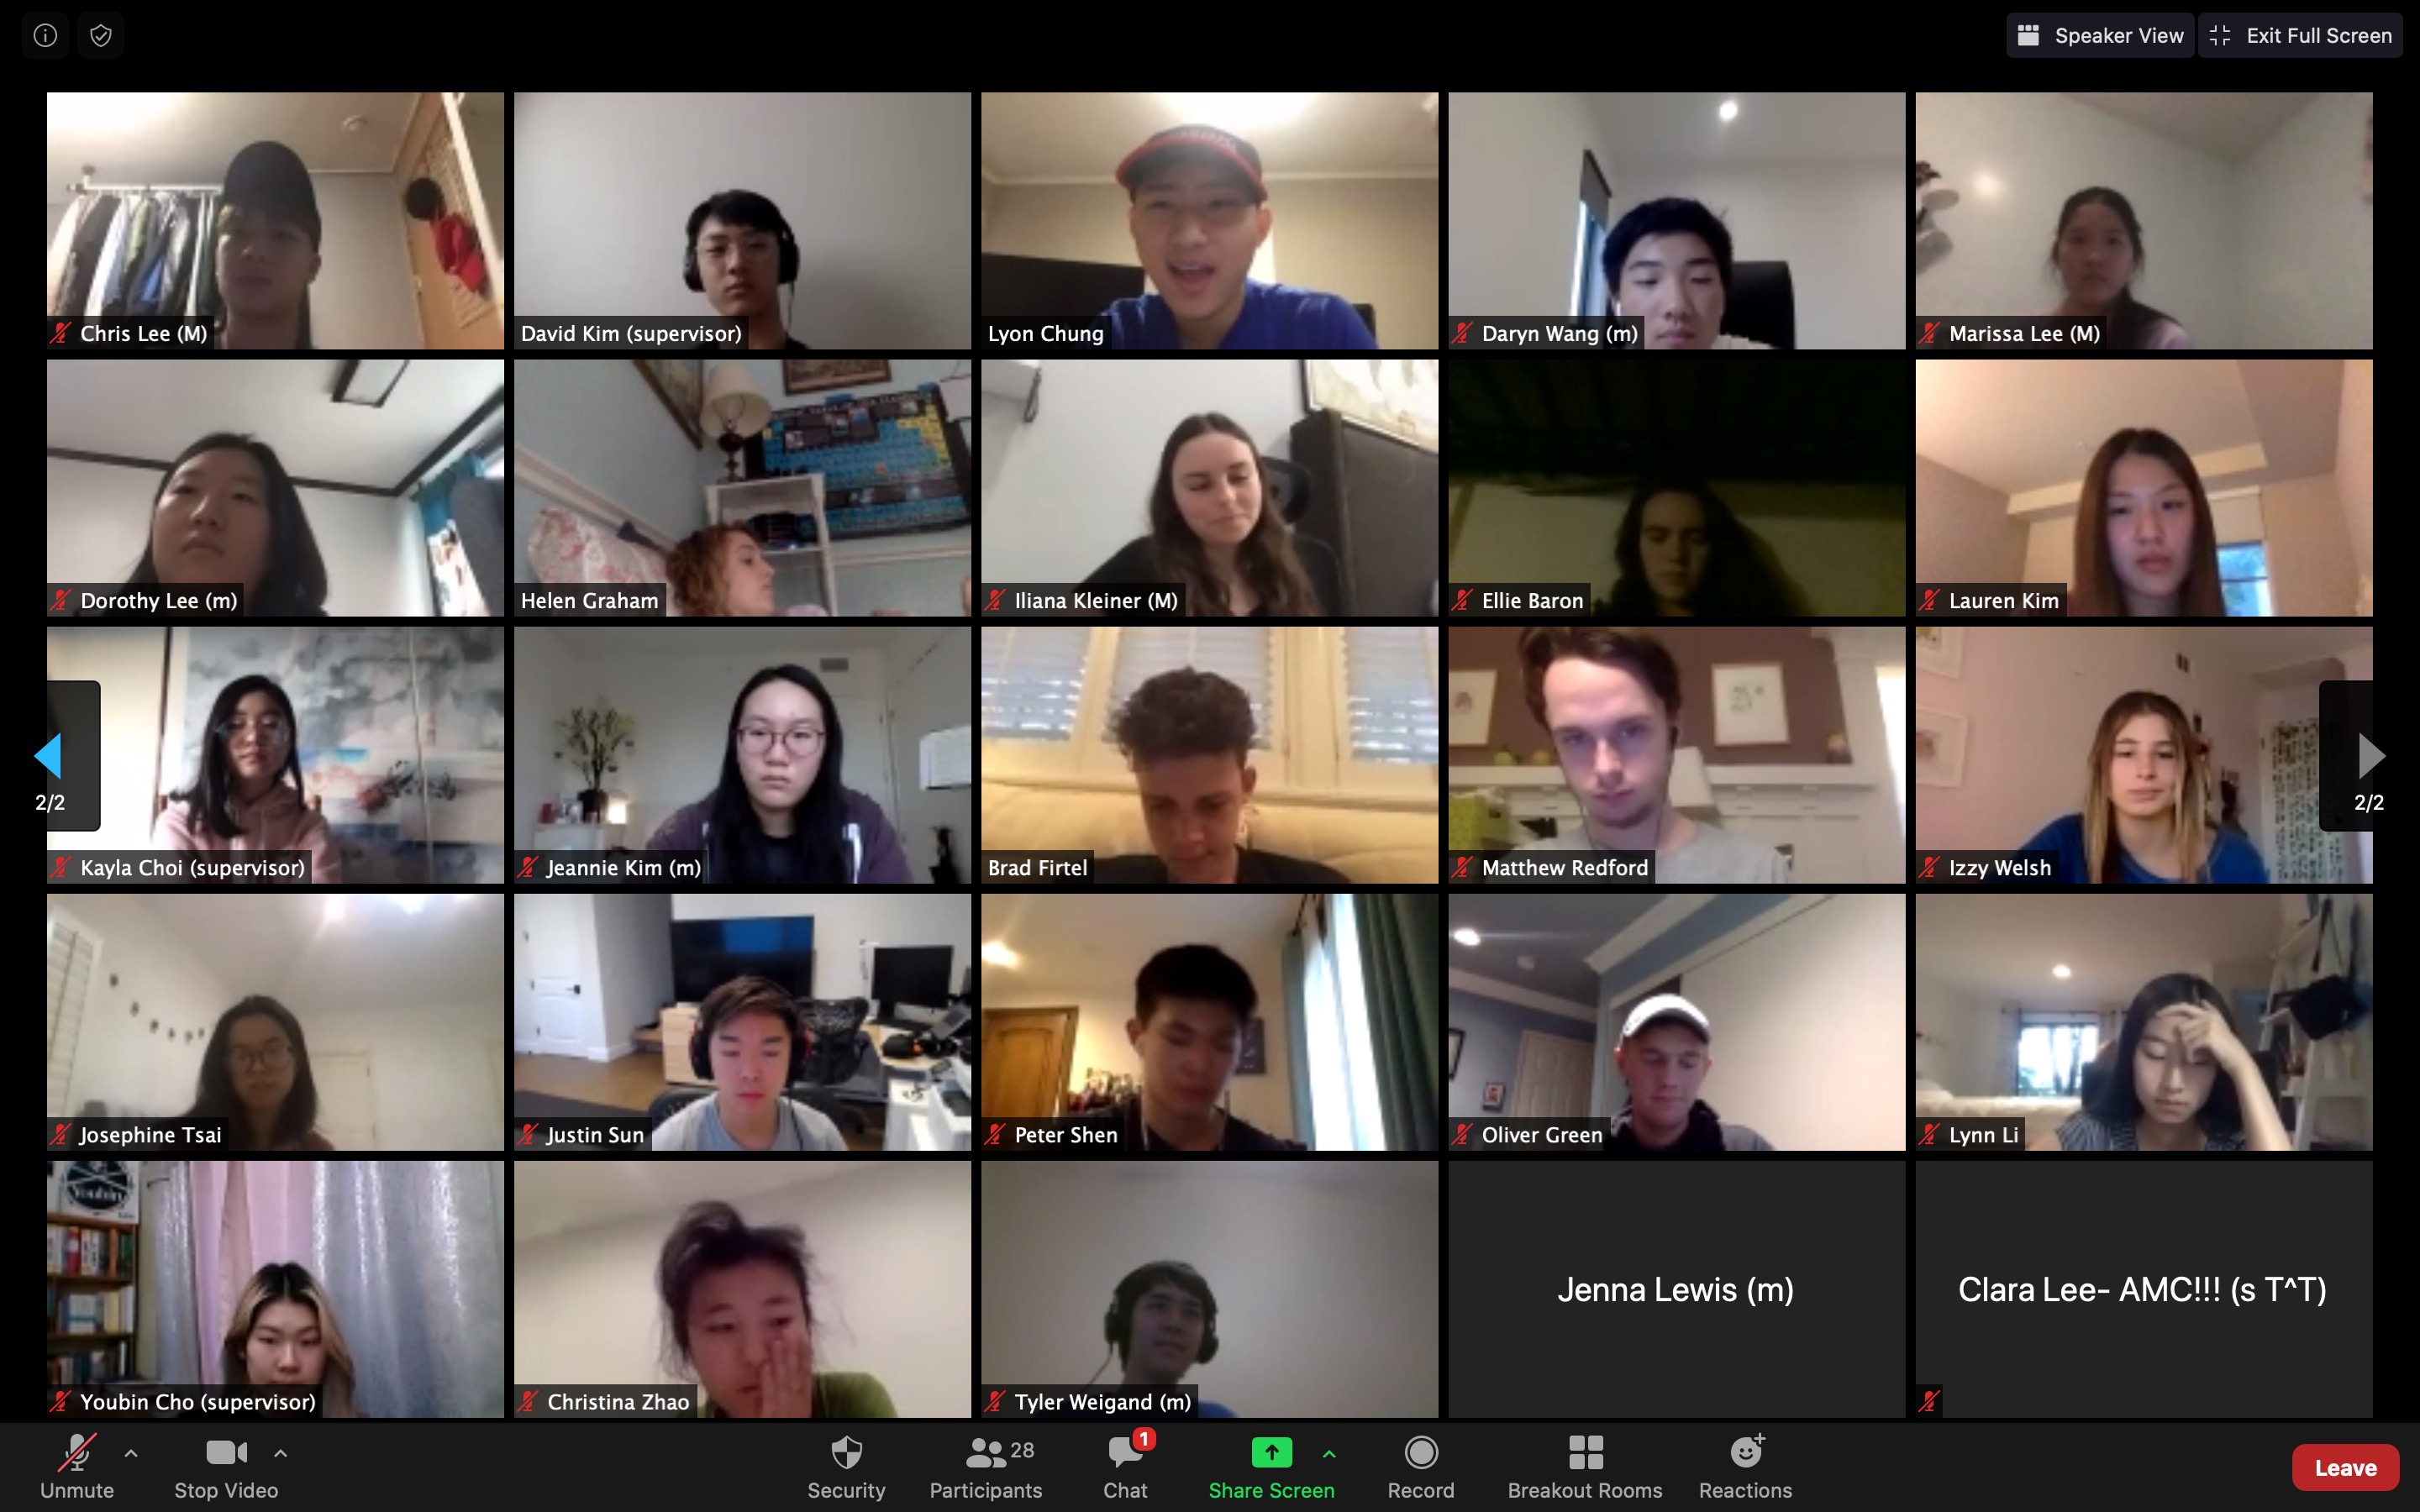 Speaker View
Exit Full Screen
Chris Lee (M)
David Kim (supervisor)
Lyon Chung
Daryn Wang (m)
Marissa Lee (M)
Dorothy Lee (m)
Helen Graham
Iliana Kleiner (M)
Ellie Baron
Lauren Kim
2/2
2/2
Kayla Choi (supervisor)
Jeannie Kim (m)
Brad Firtel
Matthew Redford
Izzy Welsh
Josephine Tsai
Justin Sun
Peter Shen
Oliver Green
Lynn Li
Youbin
Jenna Lewis (m)
Clara Lee- AMC!!! (s T^T)
Youbin Cho (supervisor)
Christina Zhao
Tyler Weigand (m)
1
28
Unmute
Stop Video
Security
Participants
Chat
Share Screen
Record
Breakout Rooms
Reactions
Leave